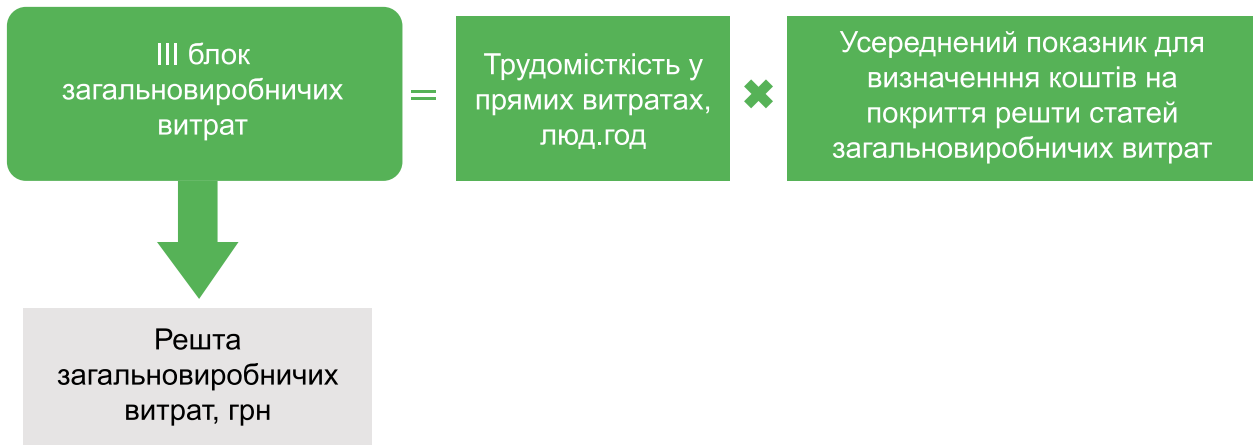 III блок
загальновиробничих
витрат
=
Трудомісткість у
прямих витратах,
люд.год
✖
Усереднений показник для
визначенння коштів на
покриття решти статей
загальновиробничих витрат
Решта
загальновиробничих
витрат, грн